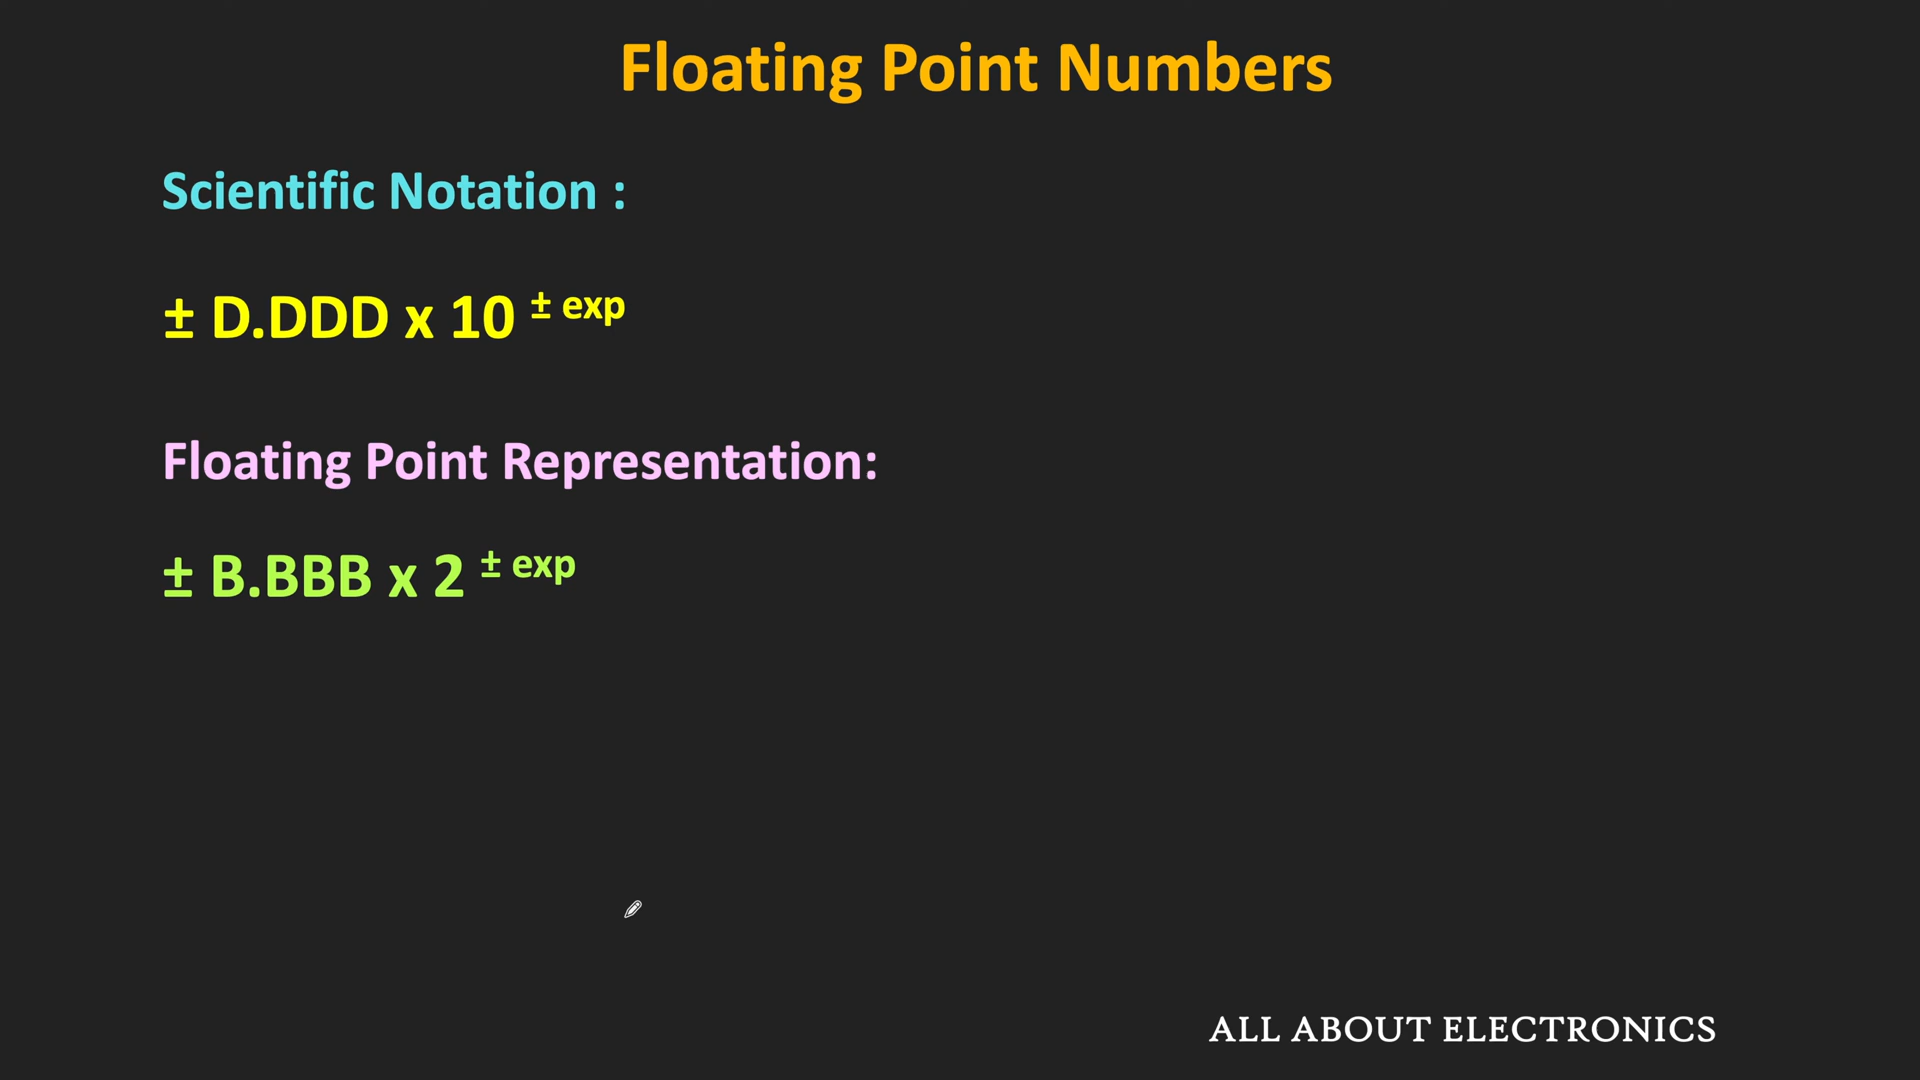 Floating Point Numbers
Scientific Notation :
± D.DDD x 10 ± exp
Floating Point Representation:
± B.BBB x 2 ± exp
ALL ABOUT ELECTRONICS